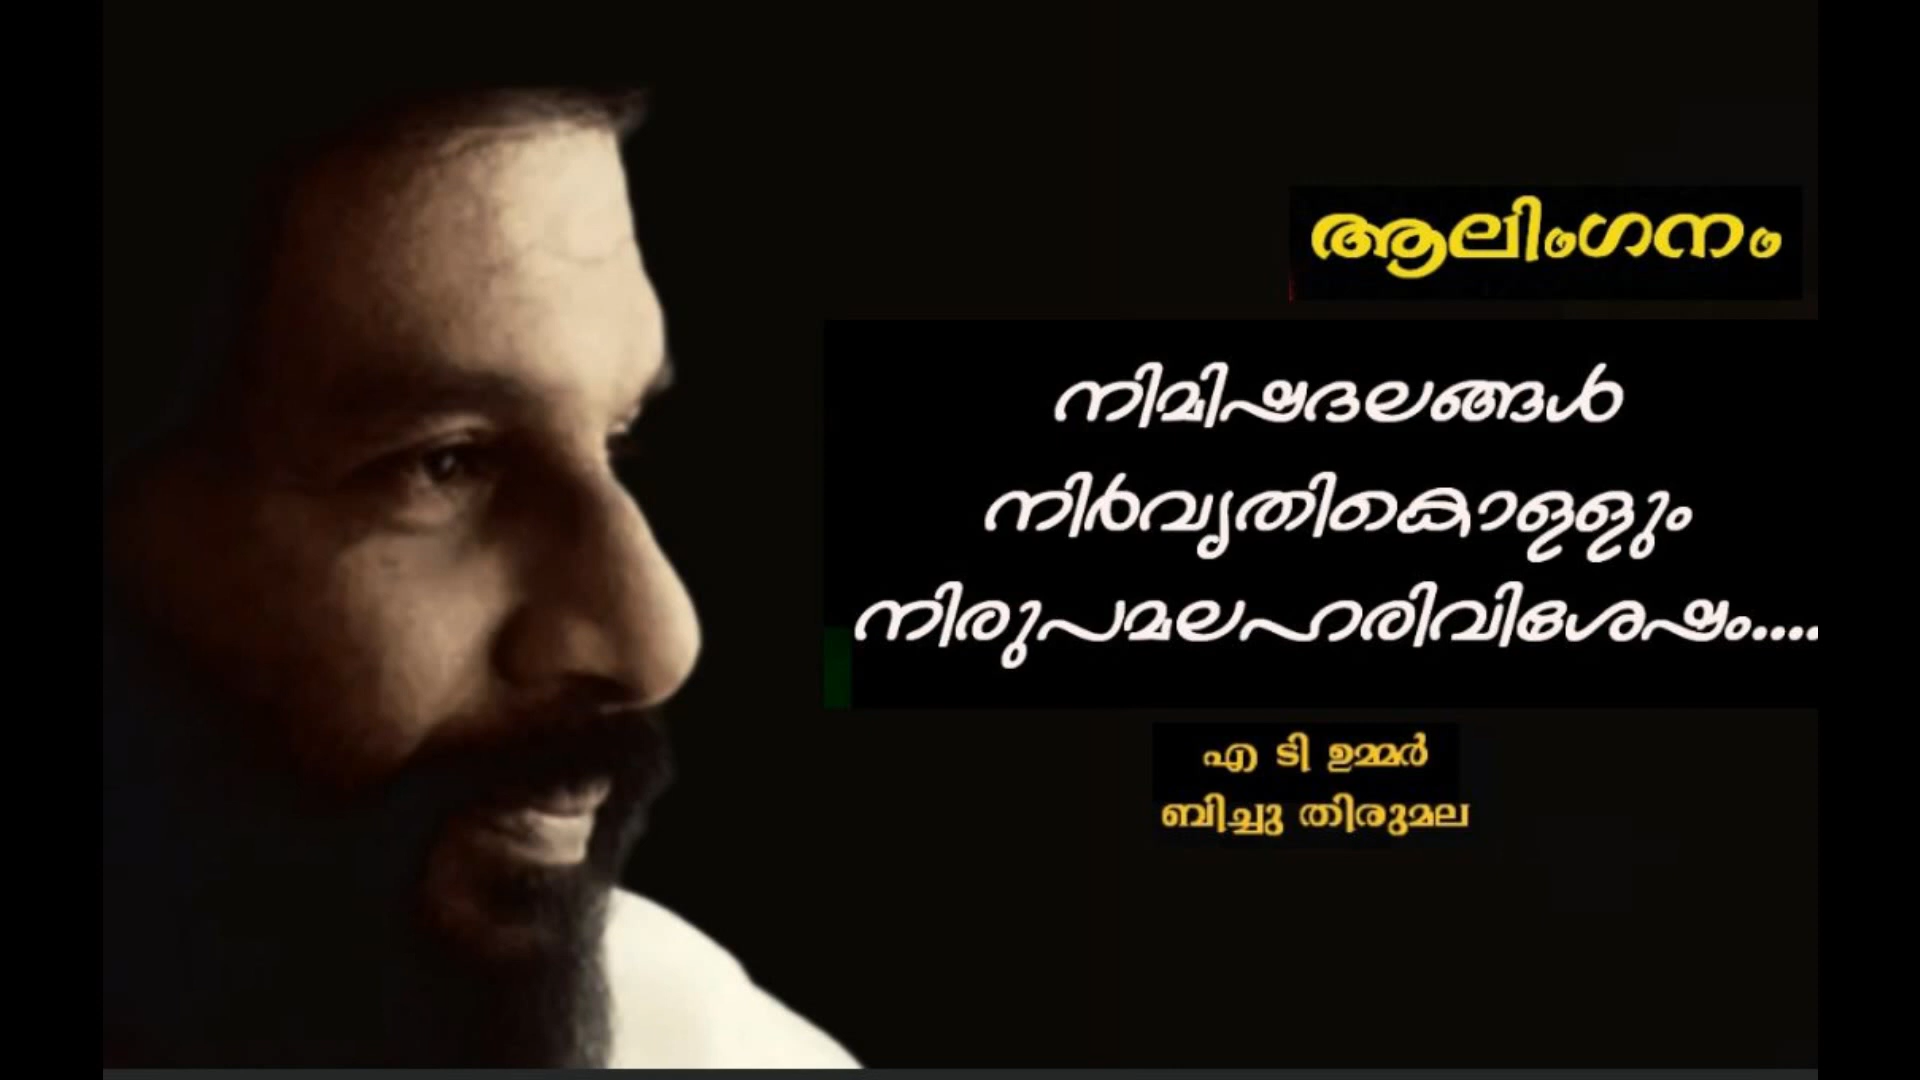 ആലിംഗനം
നിമിഷദലങ്ങൾ
നിർവൃതികൊള്ളും
നിരുപമലഹരിവിശേഷം....
എ ടി ഉമ്മർ
ബിച്ചു തിരുമല